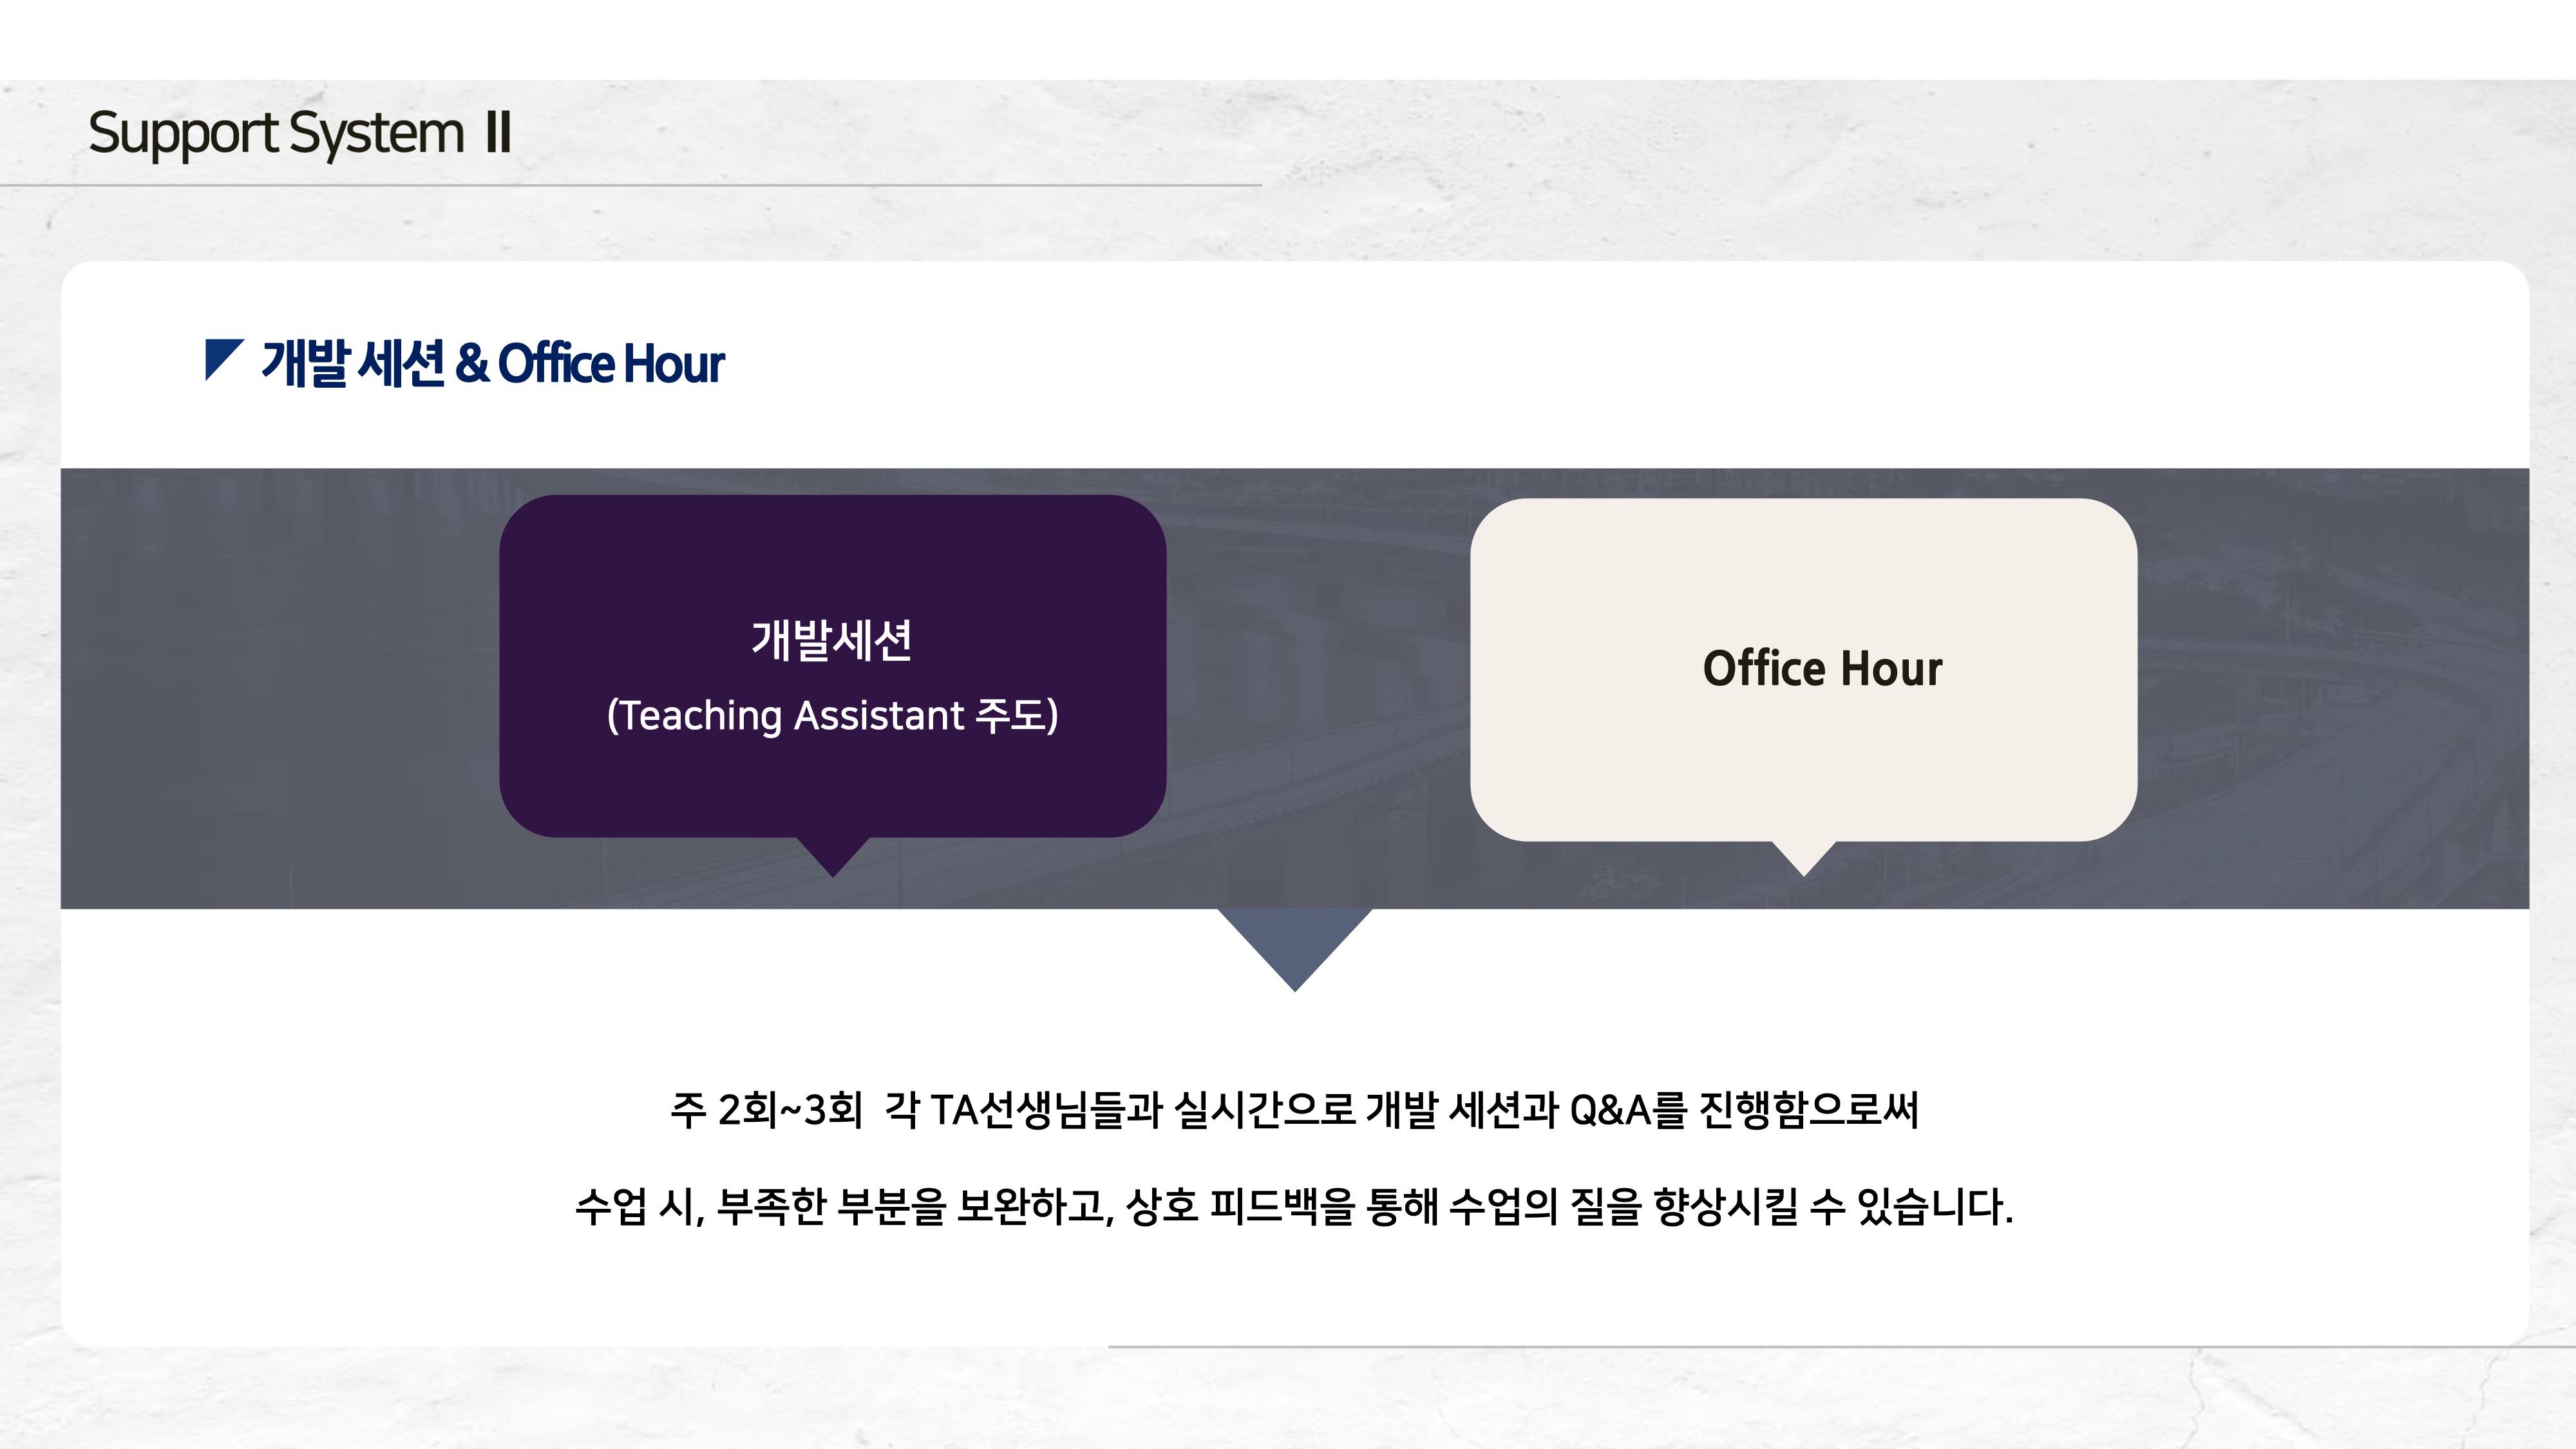 Support System Ⅱ
개발 세션 & Office Hour
개발세션
(Teaching Assistant 주도)
Office Hour
주 2회~3회 각 TA선생님들과 실시간으로 개발 세션과 Q&A를 진행함으로써
수업 시, 부족한 부분을 보완하고, 상호 피드백을 통해 수업의 질을 향상시킬 수 있습니다.